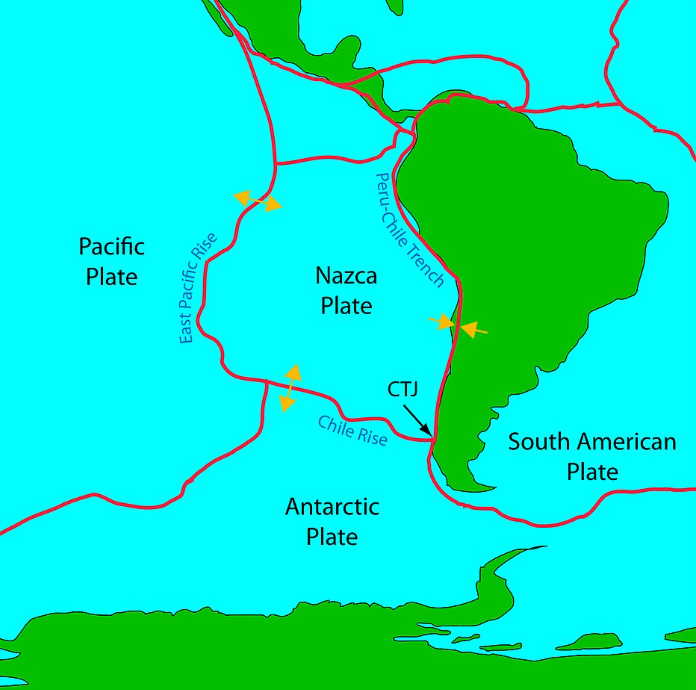 Peru-Chile Trench
East Pacific Rise
Pacific
Plate
Nazca
Plate
CTJ
Chile Rise
South American
Plate
Antarctic
Plate